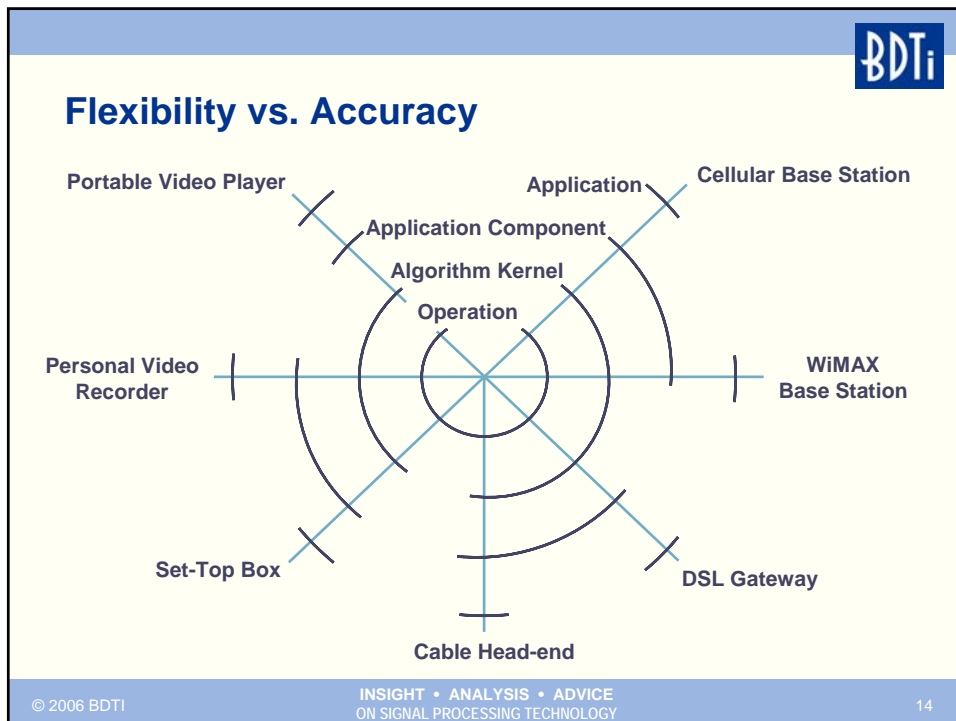 BDTi
Flexibility vs. Accuracy
Portable Video Player
Application
Cellular Base Station
Application Component
Algorithm Kernel
Operation
Personal Video
Recorder
WiMAX
Base Station
Set-Top Box
DSL Gateway
Cable Head-end
© 2006 BDTI
INSIGHT • ANALYSIS • ADVICE
ON SIGNAL PROCESSING TECHNOLOGY
14